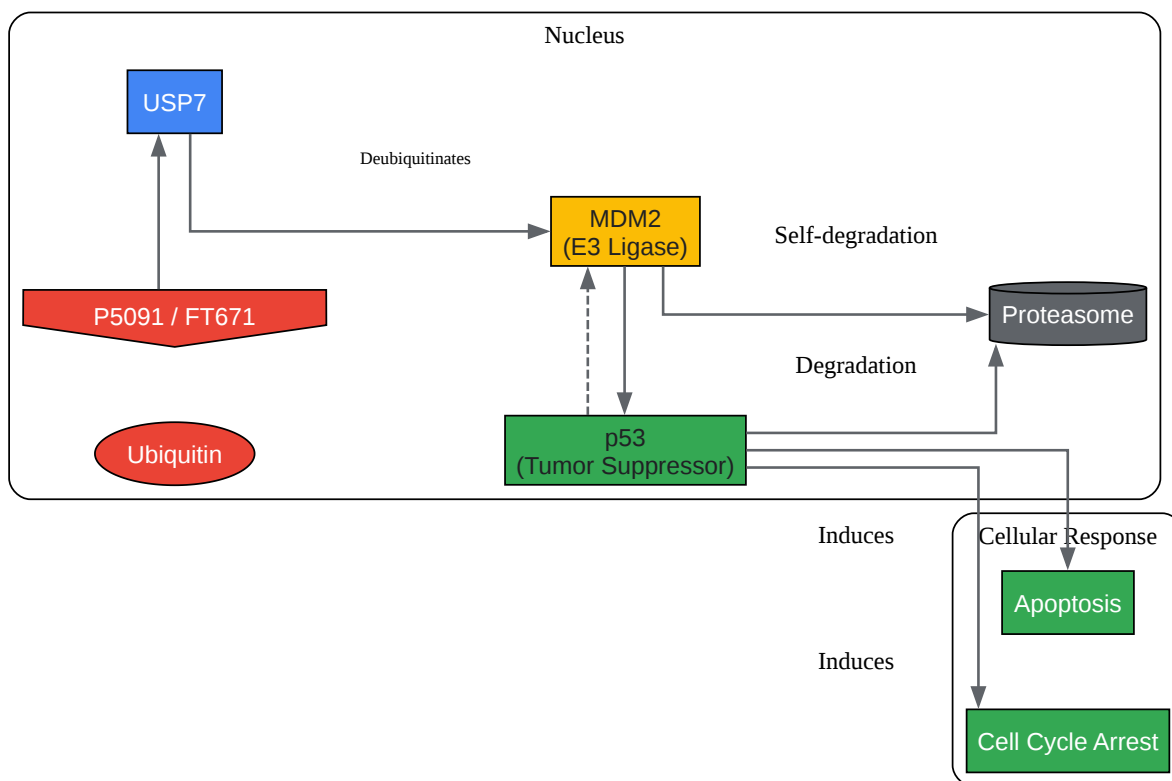 Nucleus
USP7
Deubiquitinates
MDM2
(E3 Ligase)
Self-degradation
P5091 / FT671
Proteasome
Degradation
Ubiquitin
p53
(Tumor Suppressor)
Induces
Cellular Response
Apoptosis
Induces
Cell Cycle Arrest